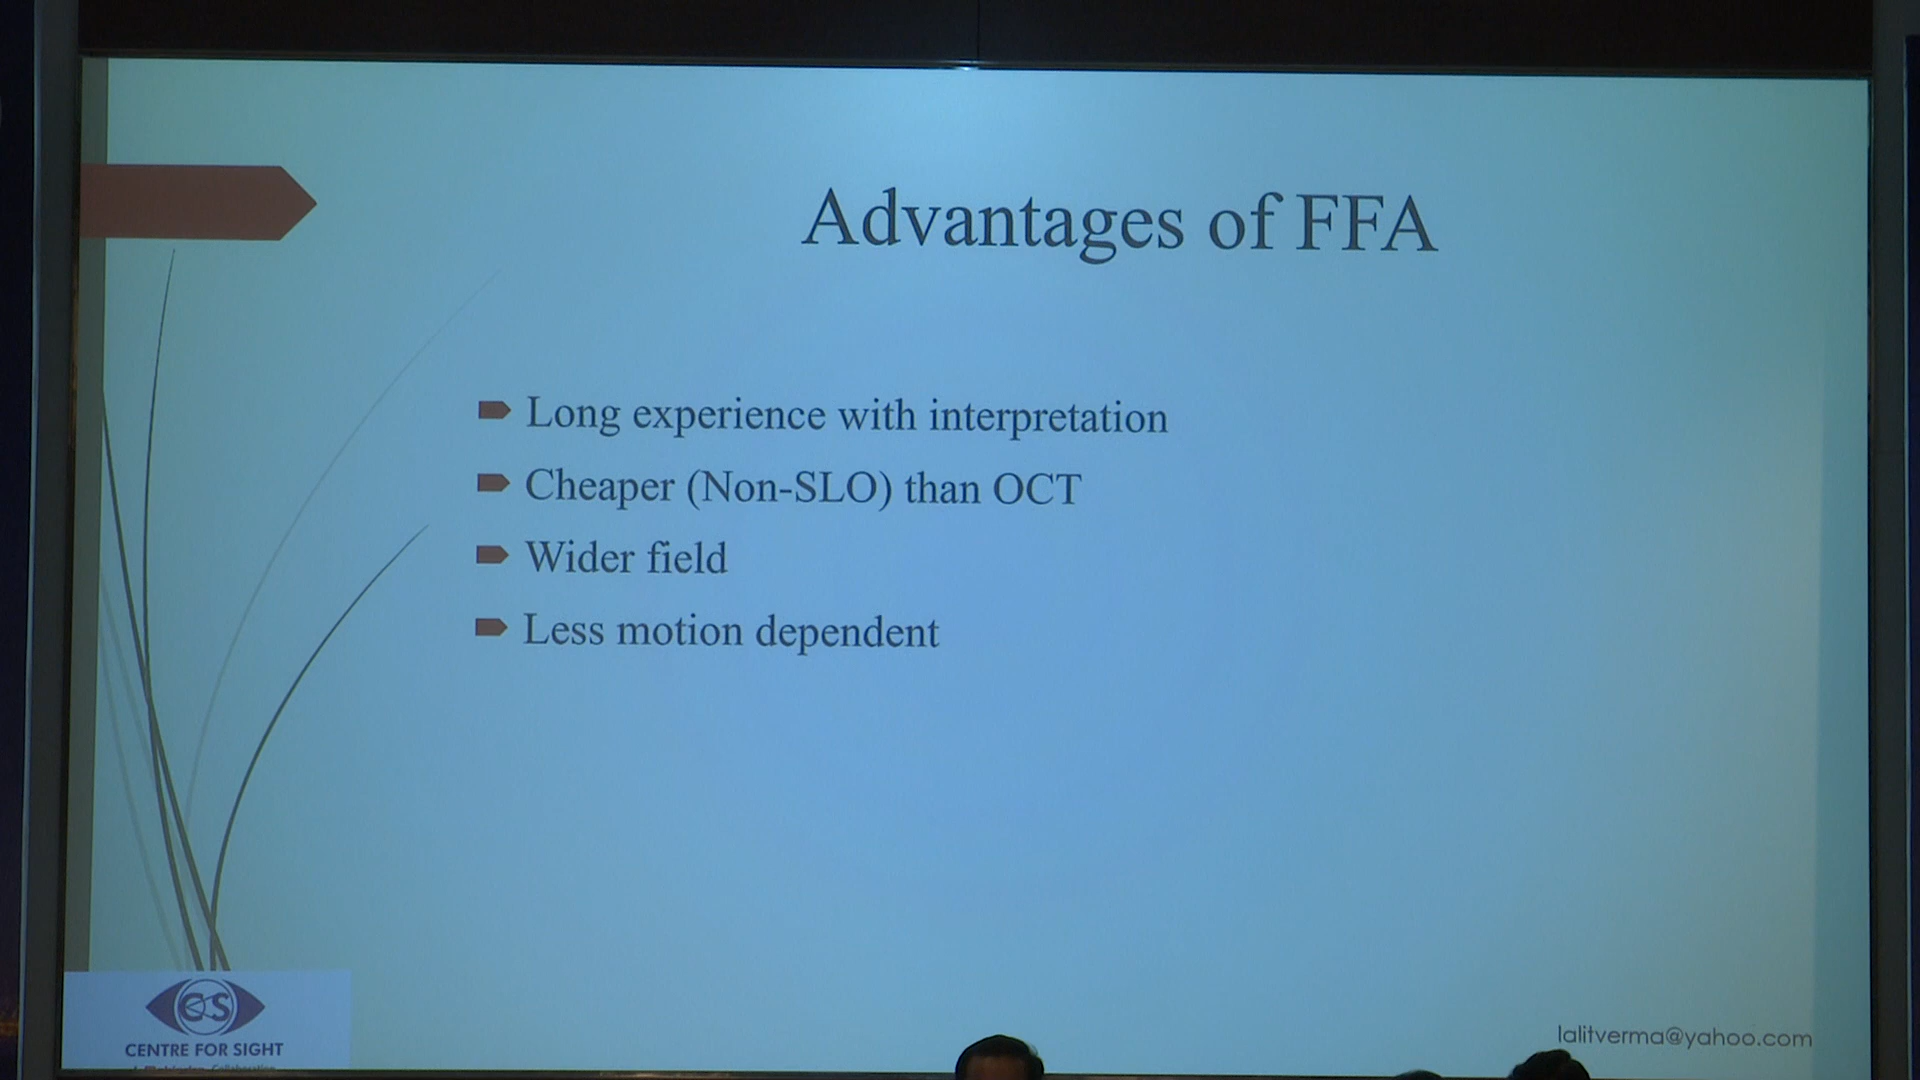 Advantages of FFA
Long experience with interpretation
Cheaper (Non-SLO) than OCT
Wider field
Less motion dependent
CS
CENTRE FOR SIGHT
lalitverma@yahoo.com